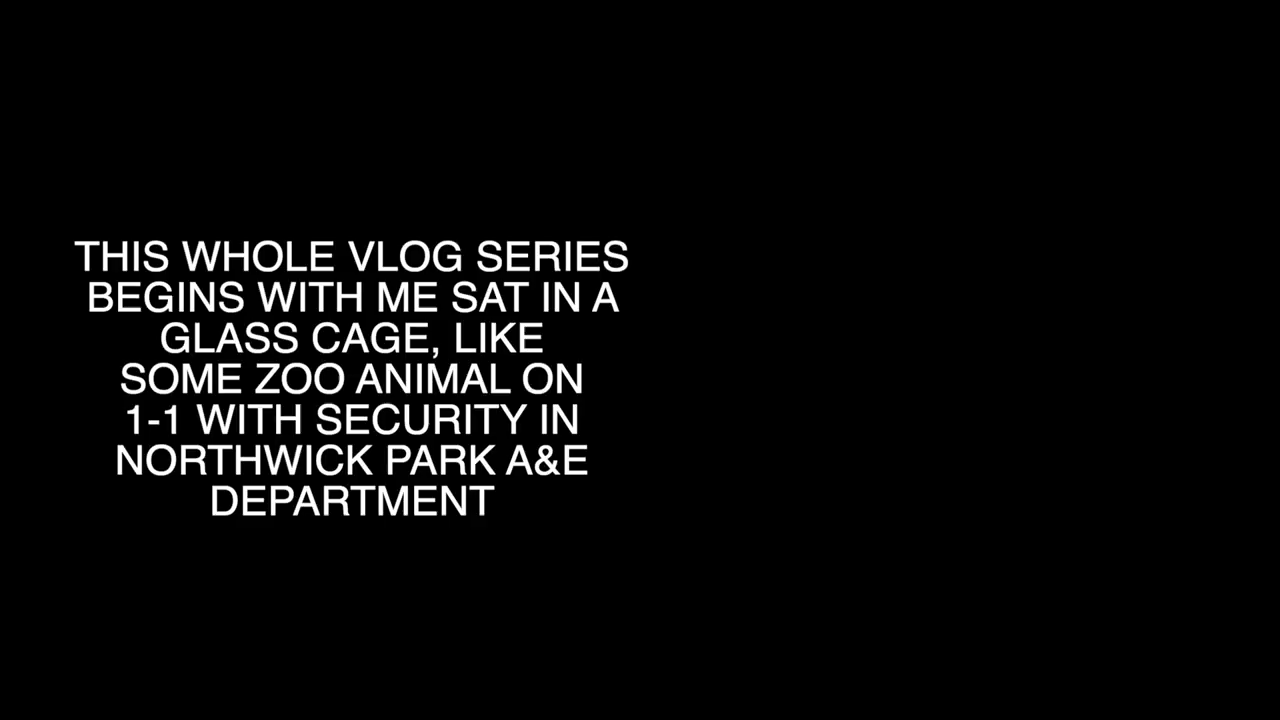 THIS WHOLE VLOG SERIES
BEGINS WITH ME SAT IN A
GLASS CAGE, LIKE
SOME ZOO ANIMAL ON
1-1 WITH SECURITY IN
NORTHWICK PARK A&E
DEPARTMENT